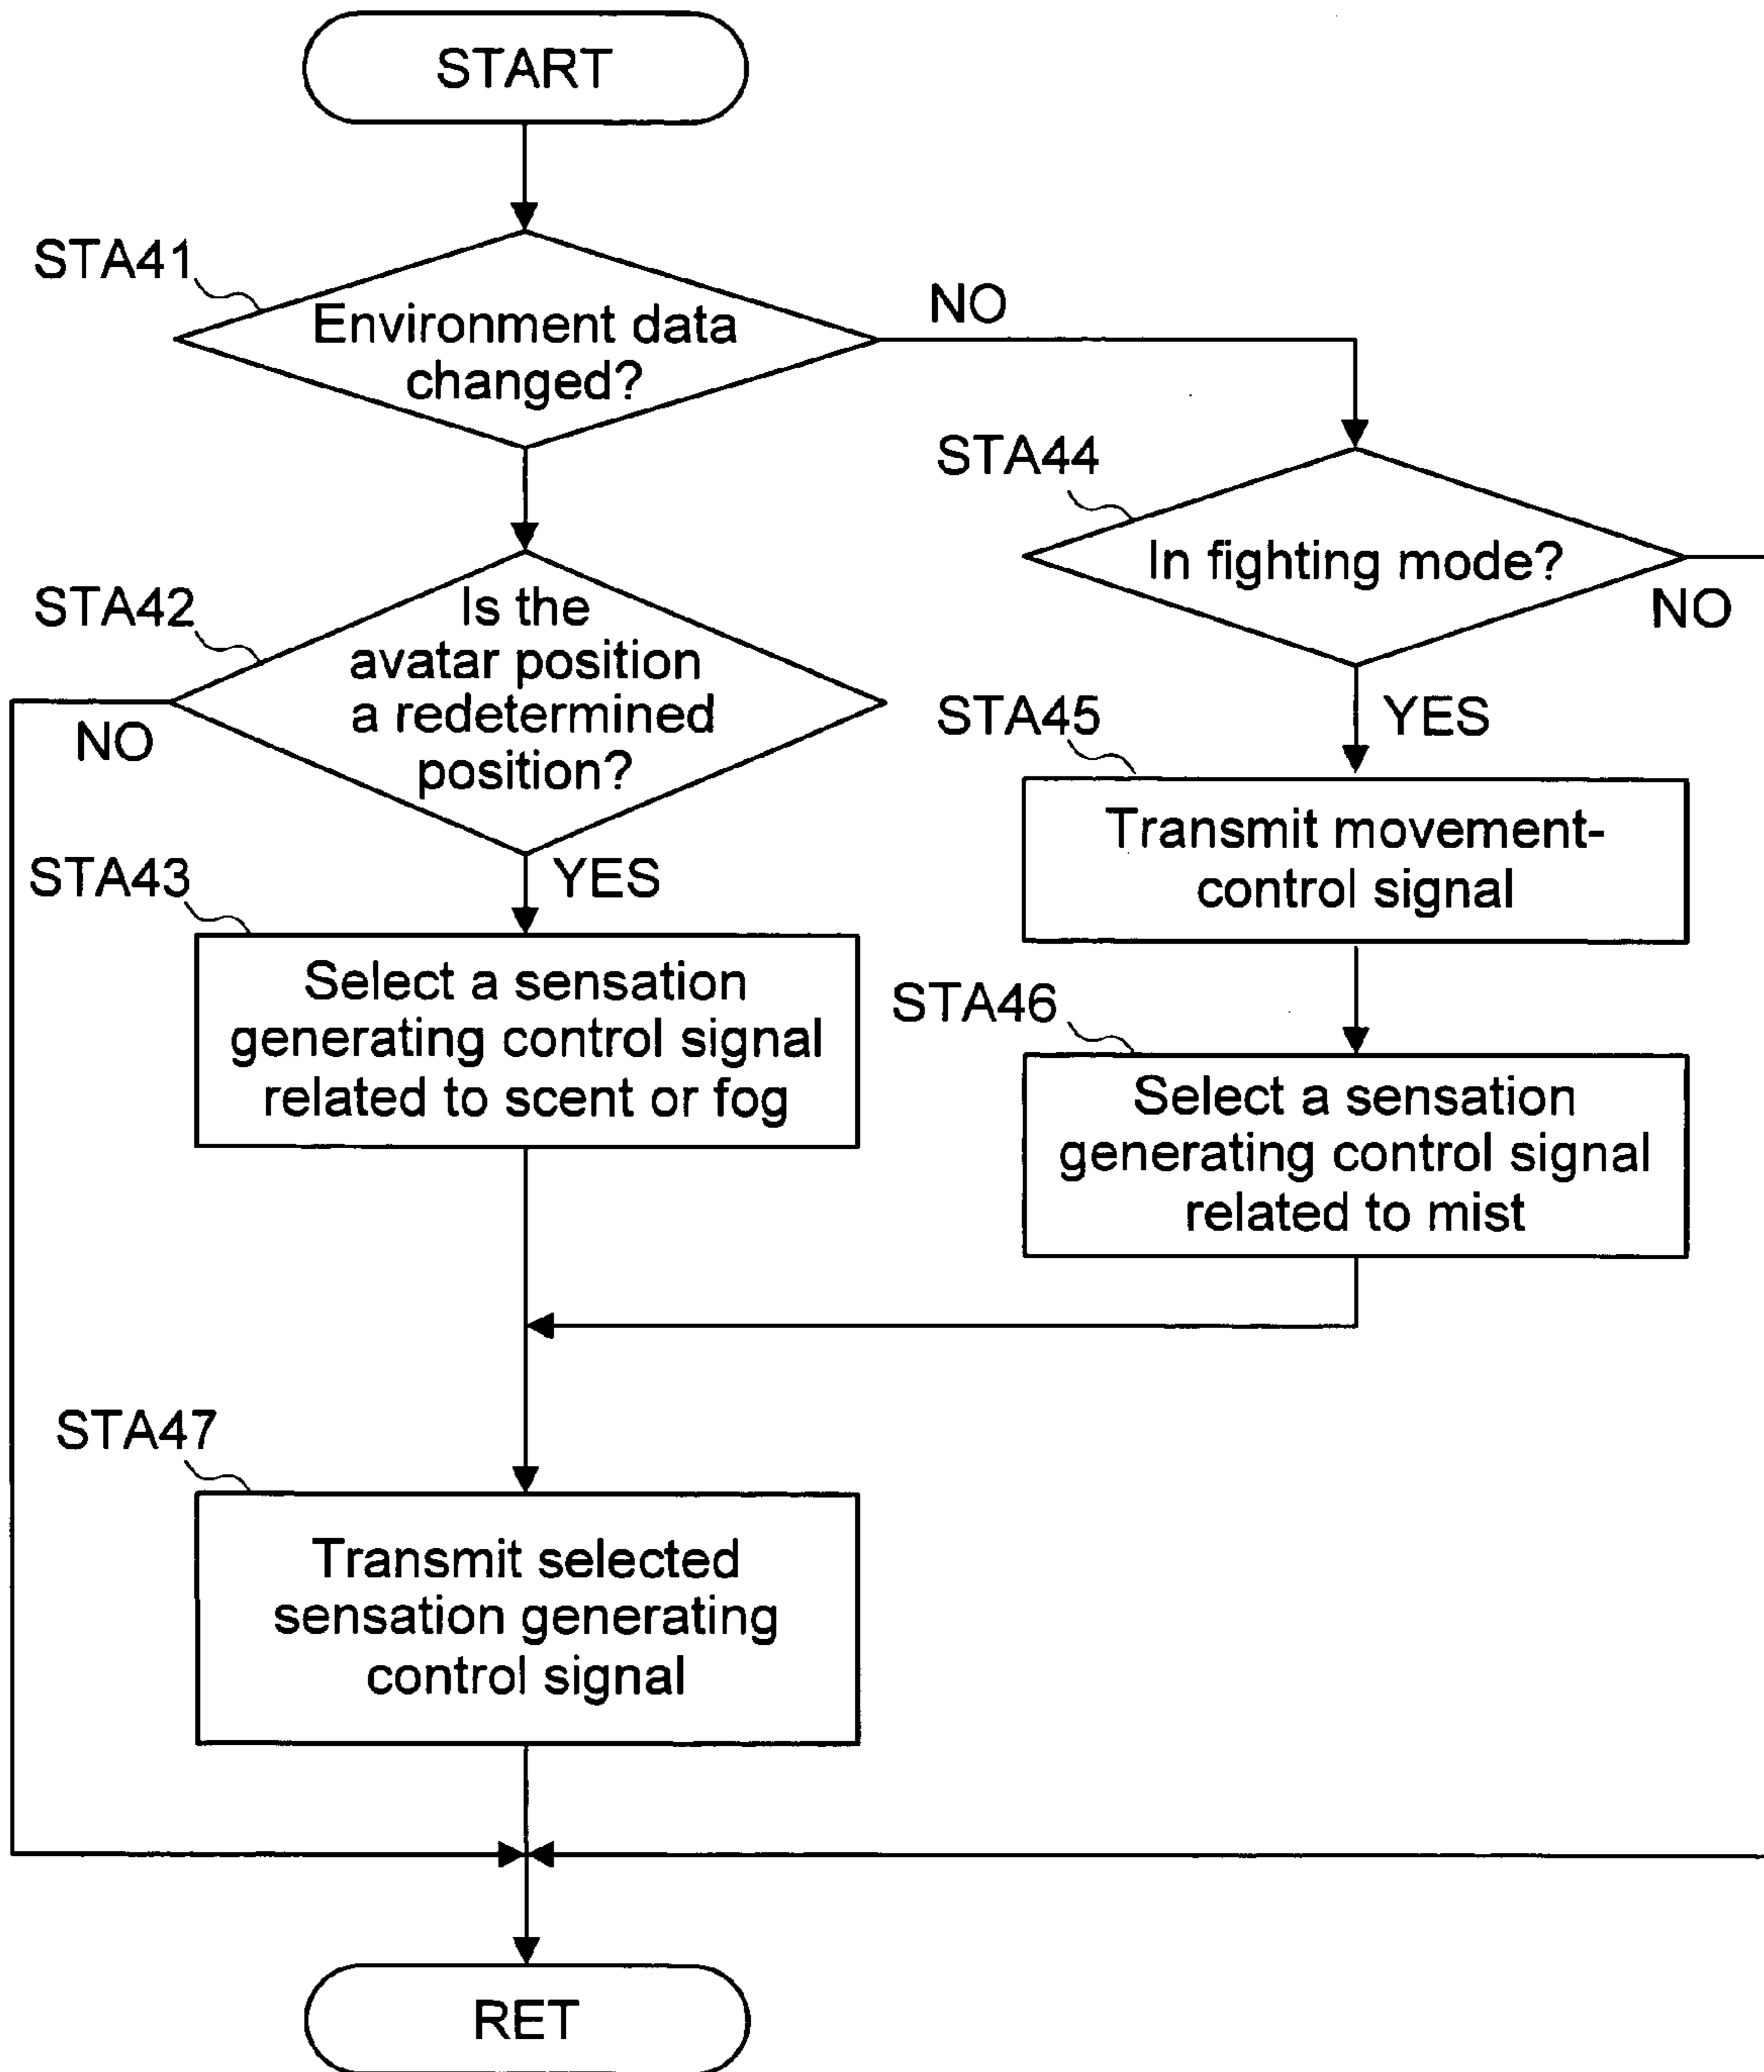 START
STA41
Environment data
changed?
NO
STA42
Is the
avatar position
a redetermined
position?
NO
YES
STA43
Select a sensation
generating control signal
related to scent or fog
STA44
In fighting mode?
NO
YES
STA45
Transmit movement-
control signal
STA46
Select a sensation
generating control signal
related to mist
STA47
Transmit selected
sensation generating
control signal
RET